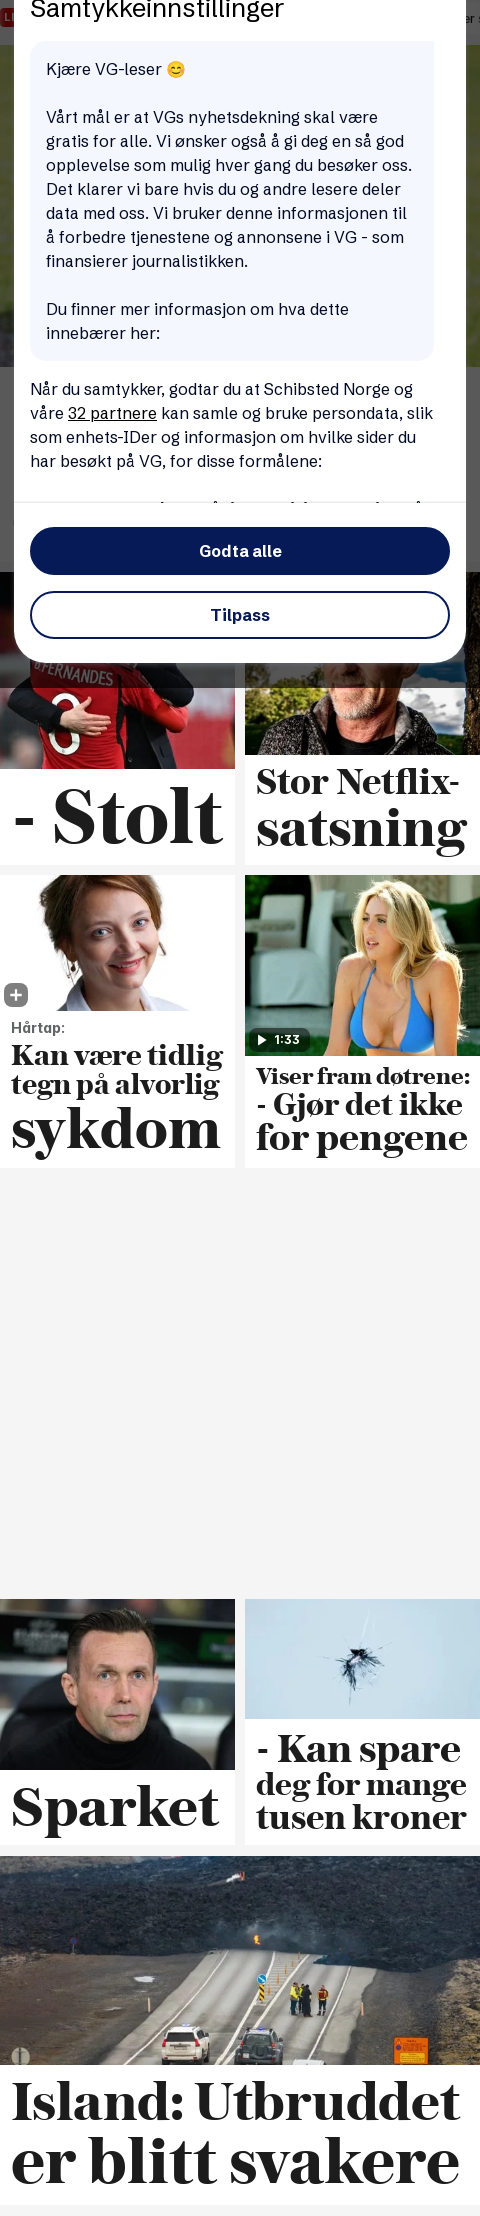 Samtykkeinnstillinger
Kjære VG-leser 😊
Vårt mål er at VGs nyhetsdekning skal være
gratis for alle. Vi ønsker også å gi deg en så god
opplevelse som mulig hver gang du besøker oss.
Det klarer vi bare hvis du og andre lesere deler
data med oss. Vi bruker denne informasjonen til
å forbedre tjenestene og annonsene i VG - som
finansierer journalistikken.
Du finner mer informasjon om hva dette
innebærer her:
Når du samtykker, godtar du at Schibsted Norge og
våre 32 partnere kan samle og bruke persondata, slik
som enhets-IDer og informasjon om hvilke sider du
har besøkt på VG, for disse formålene:
Godta alle
Tilpass
B.FERNANDES
8
- Stolt
Stor Netflix-
satsning
Hårtap:
Kan være tidlig
tegn på alvorlig
sykdom
1:33
Viser fram døtrene:
- Gjør det ikke
for pengene
Sparket
- Kan spare
deg for mange
tusen kroner
Island: Utbruddet
er blitt svakere